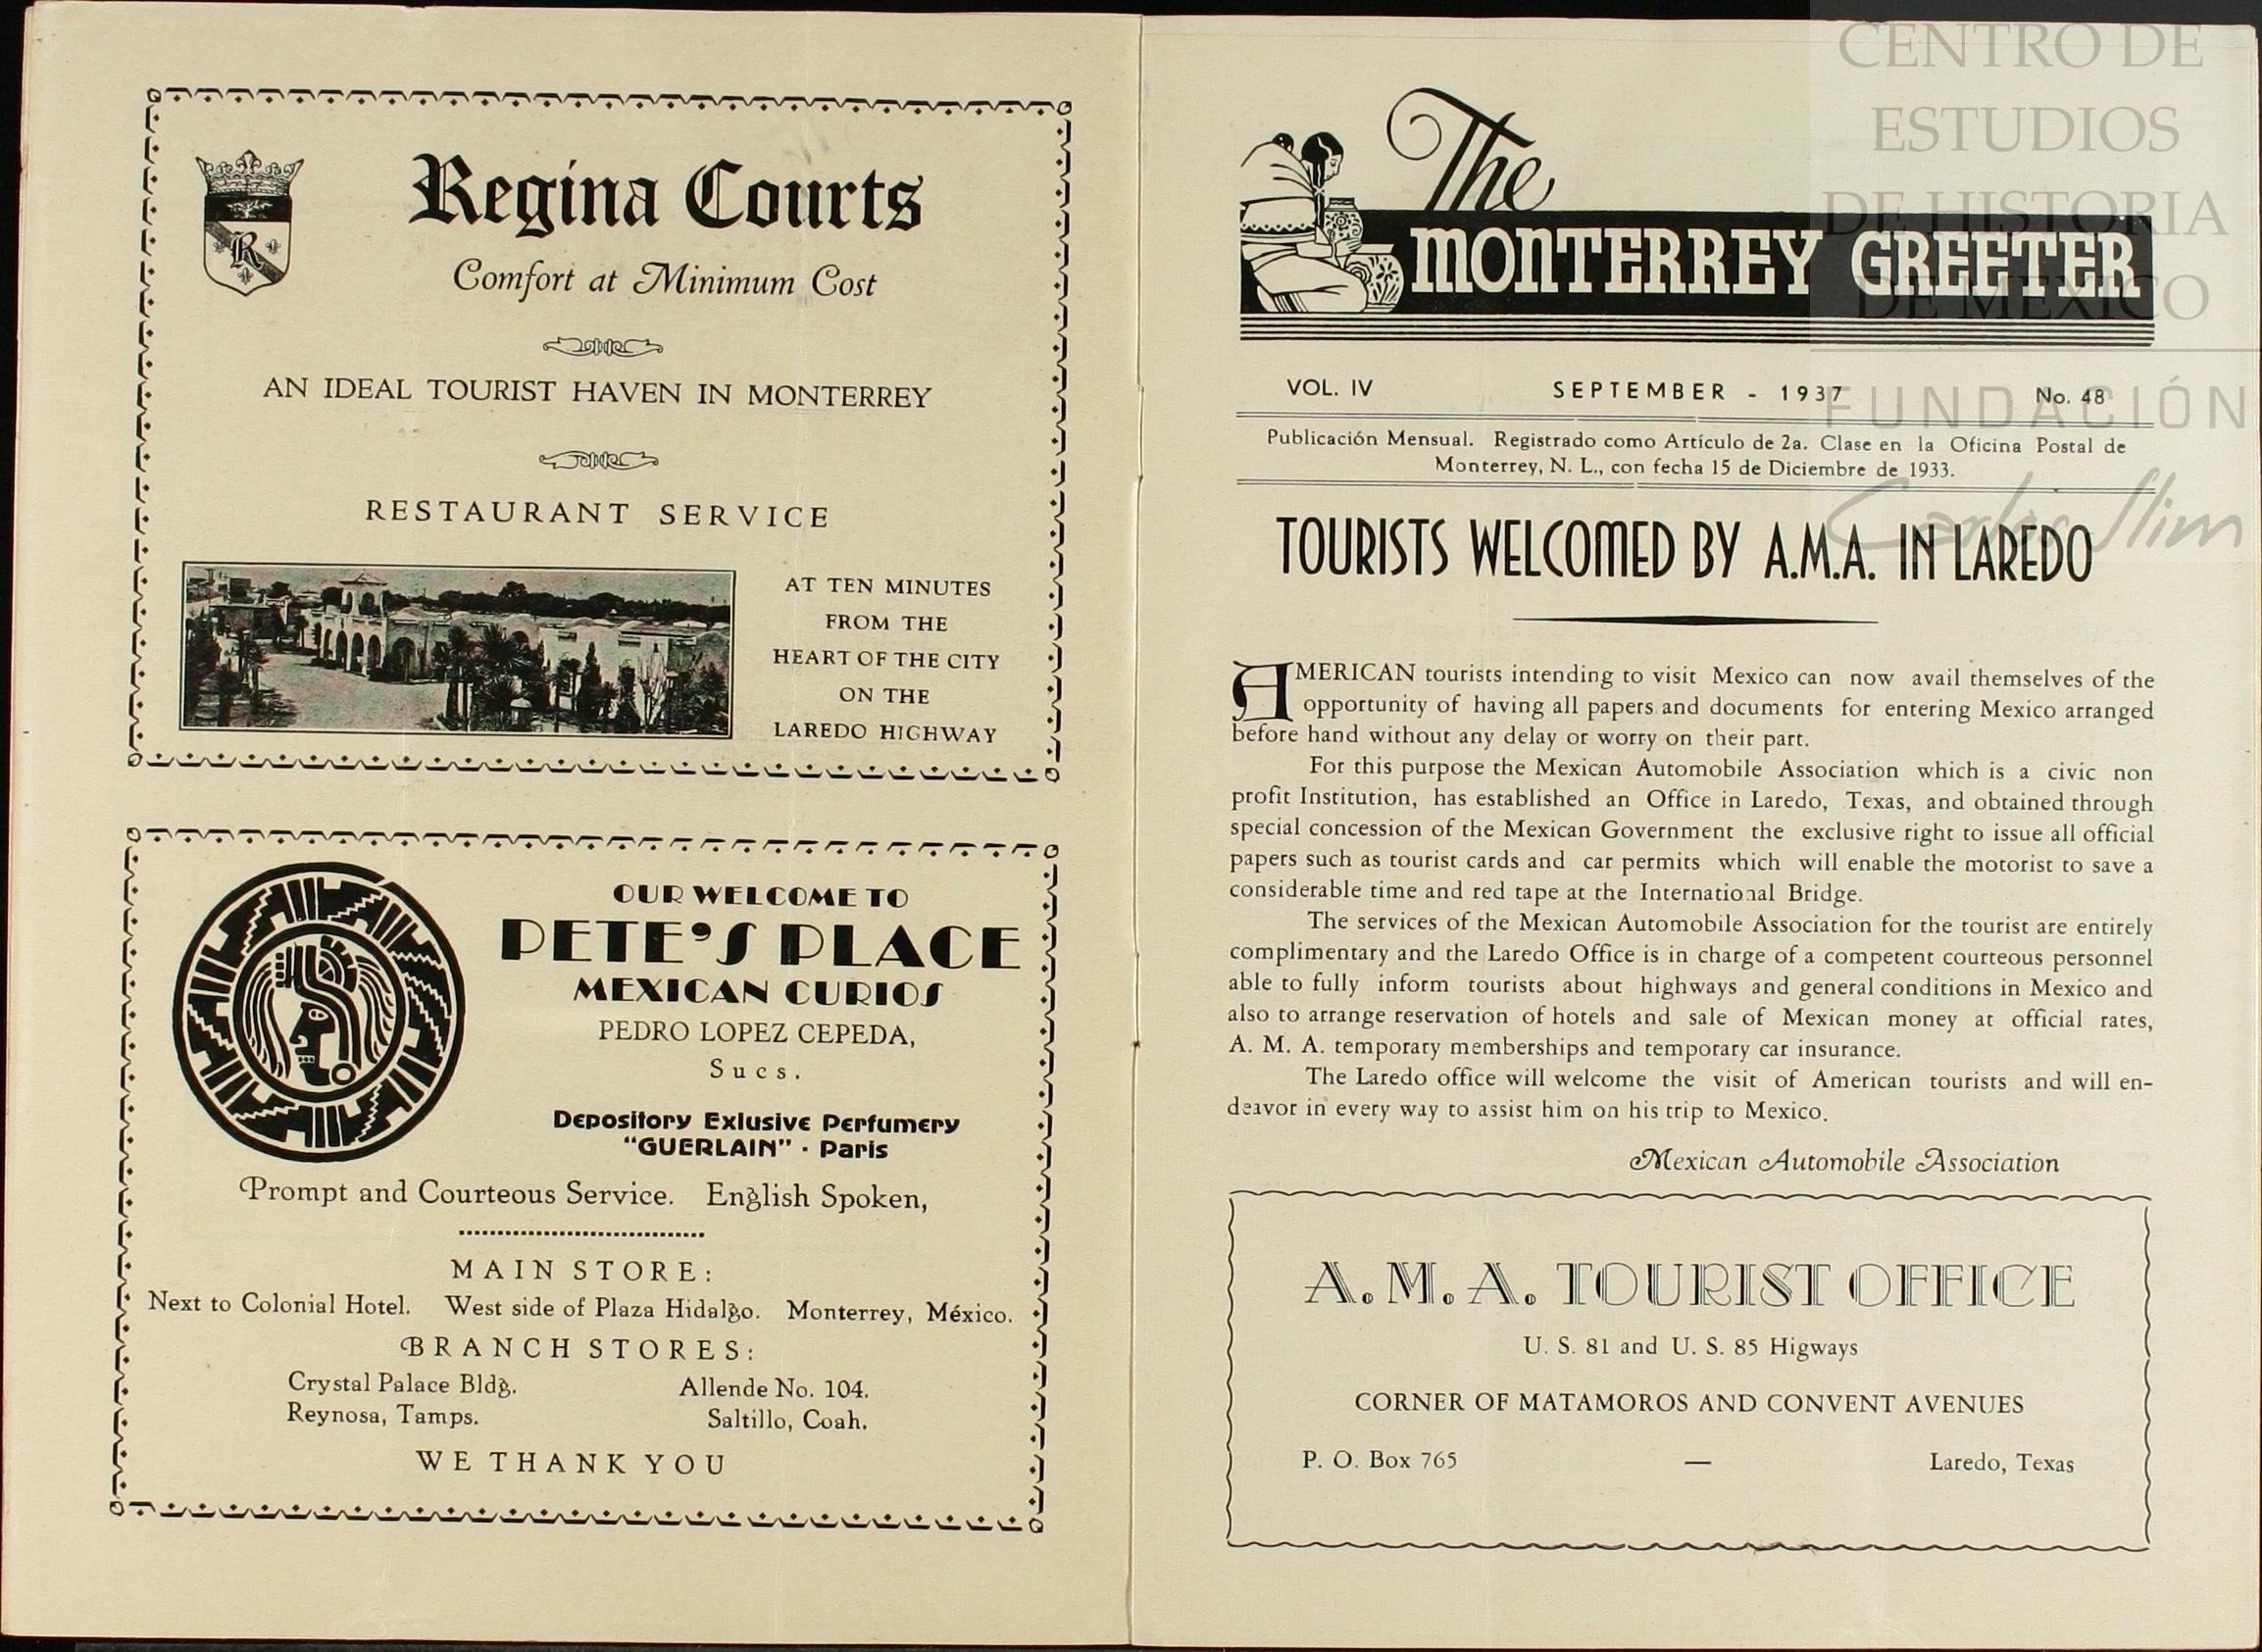 Regina Courts
Comfort at Minimum Cost
AN IDEAL TOURIST HAVEN IN MONTERREY
RESTAURANT SERVICE
AT TEN MINUTES
FROM THE
HEART OF THE CITY
ON THE
LAREDO HIGHWAY
R
OUR WELCOME TO
PETE'S PLACE
MEXICAN CURIOS
PEDRO LOPEZ CEPEDA,
Sucs.
Depository Exlusive Perfumery
"GUERLAIN" · Paris
Prompt and Courteous Service. English Spoken,
MAIN STORE:
Next to Colonial Hotel. West side of Plaza Hidalgo. Monterrey, México.
BRANCH STORES:
Crystal Palace Bldg. Allende No. 104.
Reynosa, Tamps. Saltillo, Coah.
WE THANK YOU
The
MONTERREY GREETER
VOL. IV SEPTEMBER - 1937 No. 48
Publicación Mensual. Registrado como Artículo de 2a. Clase en la Oficina Postal de
Monterrey, N. L., con fecha 15 de Diciembre de 1933.
TOURISTS WELCOMED BY A.M.A. IN LAREDO
AMERICAN tourists intending to visit Mexico can now avail themselves of the
opportunity of having all papers and documents for entering Mexico arranged
before hand without any delay or worry on their part.
For this purpose the Mexican Automobile Association which is a civic non
profit Institution, has established an Office in Laredo, Texas, and obtained through
special concession of the Mexican Government the exclusive right to issue all official
papers such as tourist cards and car permits which will enable the motorist to save a
considerable time and red tape at the International Bridge.
The services of the Mexican Automobile Association for the tourist are entirely
complimentary and the Laredo Office is in charge of a competent courteous personnel
able to fully inform tourists about highways and general conditions in Mexico and
also to arrange reservation of hotels and sale of Mexican money at official rates,
A. M. A. temporary memberships and temporary car insurance.
The Laredo office will welcome the visit of American tourists and will en-
deavor in every way to assist him on his trip to Mexico.
Mexican Automobile Association
A. M. A. TOURIST OFFICE
U. S. 81 and U. S. 85 Higways
CORNER OF MATAMOROS AND CONVENT AVENUES
P. O. Box 765 — Laredo, Texas
CENTRO DE
ESTUDIOS
DE HISTORIA
DE MEXICO
FUNDACIÓN
Carlos Slim